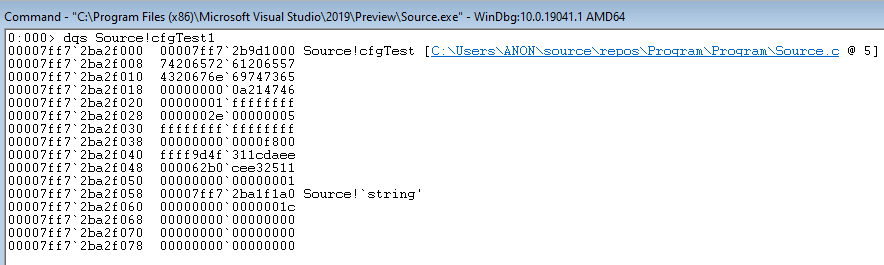 Command - "C:\Program Files (x86)\Microsoft Visual Studio\2019\Preview\Source.exe" - WinDbg:10.0.19041.1 AMD64
0:000> dqs Source!cfgTest1
00007ff7`2ba2f000  00007ff7`2b9d1000 Source!cfgTest [C:\Users\ANON\source\repos\Program\Program\Source.c @ 5]
00007ff7`2ba2f008  74206572`61206557
00007ff7`2ba2f010  4320676e`69747365
00007ff7`2ba2f018  00000000`0a214746
00007ff7`2ba2f020  00000001`ffffffff
00007ff7`2ba2f028  0000002e`00000005
00007ff7`2ba2f030  ffffffff`ffffffff
00007ff7`2ba2f038  00000000`0000f800
00007ff7`2ba2f040  ffff9d4f`311cdaee
00007ff7`2ba2f048  000062b0`cee32511
00007ff7`2ba2f050  00000000`00000001
00007ff7`2ba2f058  00007ff7`2ba1f1a0 Source!`string'
00007ff7`2ba2f060  00000000`0000001c
00007ff7`2ba2f068  00000000`00000000
00007ff7`2ba2f070  00000000`00000000
00007ff7`2ba2f078  00000000`00000000